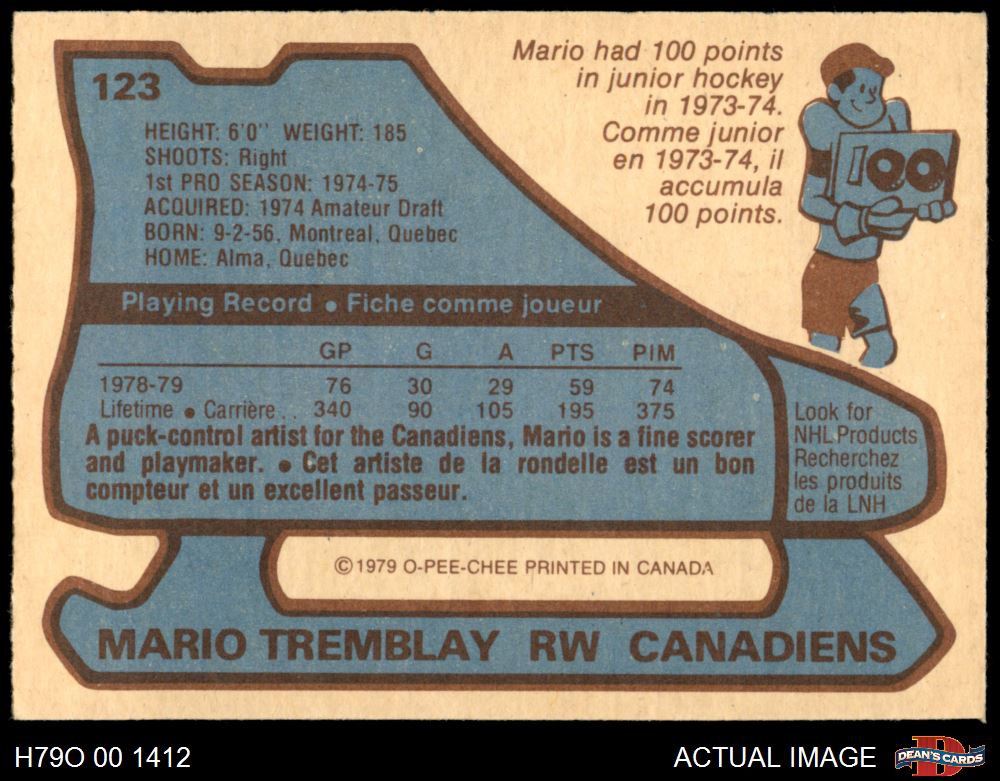 123
HEIGHT: 6'0" WEIGHT: 185
SHOOTS: Right
1st PRO SEASON: 1974-75
ACQUIRED: 1974 Amateur Draft
BORN: 9-2-56, Montreal, Quebec
HOME: Alma, Quebec
Mario had 100 points
in junior hockey
in 1973-74.
Comme junior
en 1973-74, il
accumula
100 points.
100
Playing Record • Fiche comme joueur
GP G A PTS PIM
1978-79 76 30 29 59 74
Lifetime • Carrière . . 340 90 105 195 375
A puck-control artist for the Canadiens, Mario is a fine scorer
and playmaker. • Cet artiste de la rondelle est un bon
compteur et un excellent passeur.
Look for
NHL Products
Recherchez
les produits
de la LNH
©1979 O-PEE-CHEE PRINTED IN CANADA
MARIO TREMBLAY RW CANADIENS
H79O 00 1412
ACTUAL IMAGE
D
DEAN'S CARDS